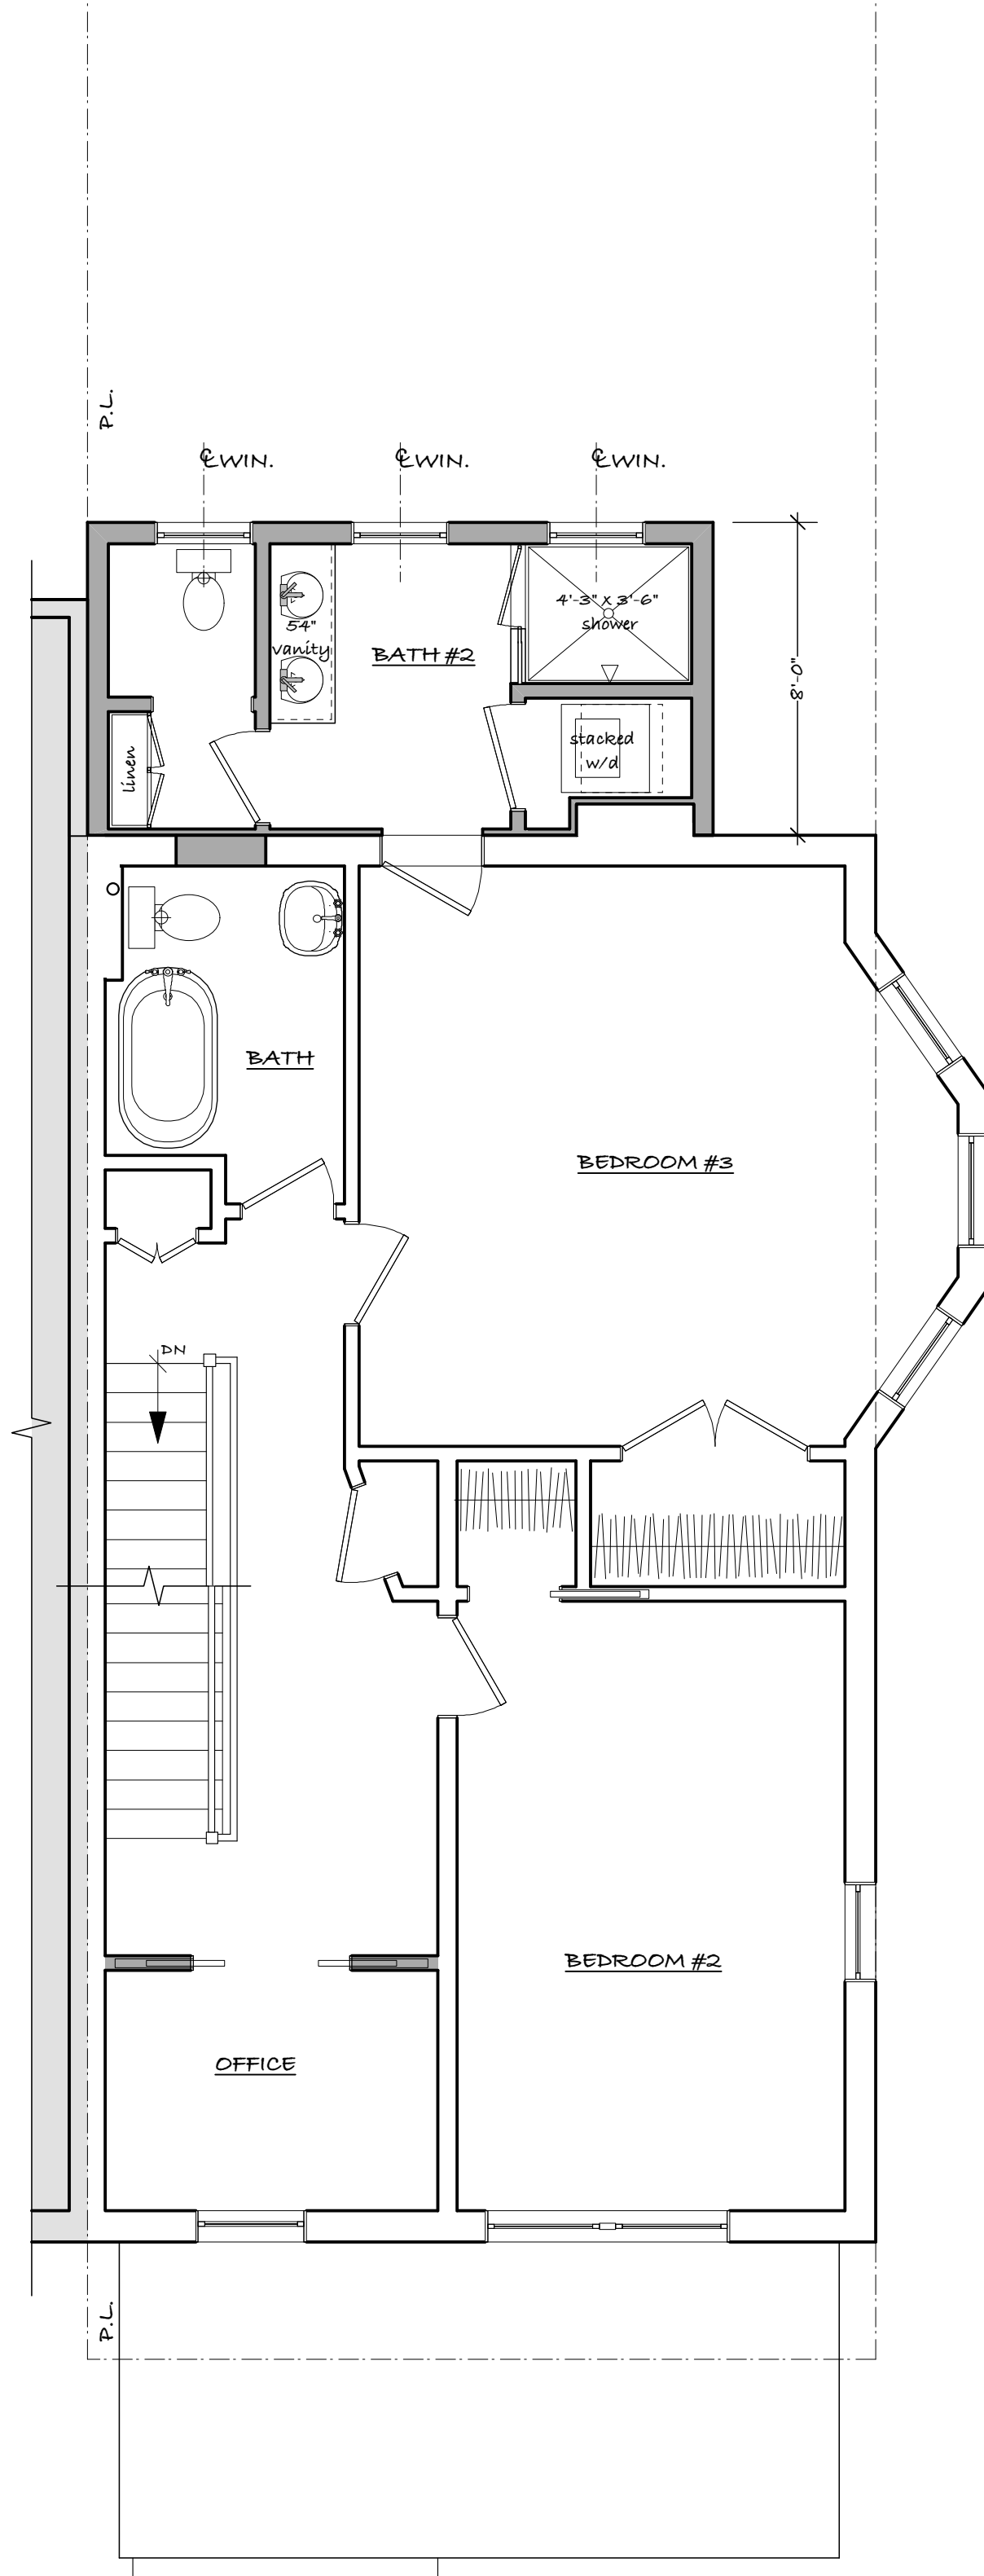 P.L.
℄ WIN.
℄ WIN.
℄ WIN.
4'-3" x 3'-6"
shower
54"
vanity
BATH #2
8'-0"
stacked
w/d
linen
BATH
BEDROOM #3
DN
BEDROOM #2
OFFICE
P.L.